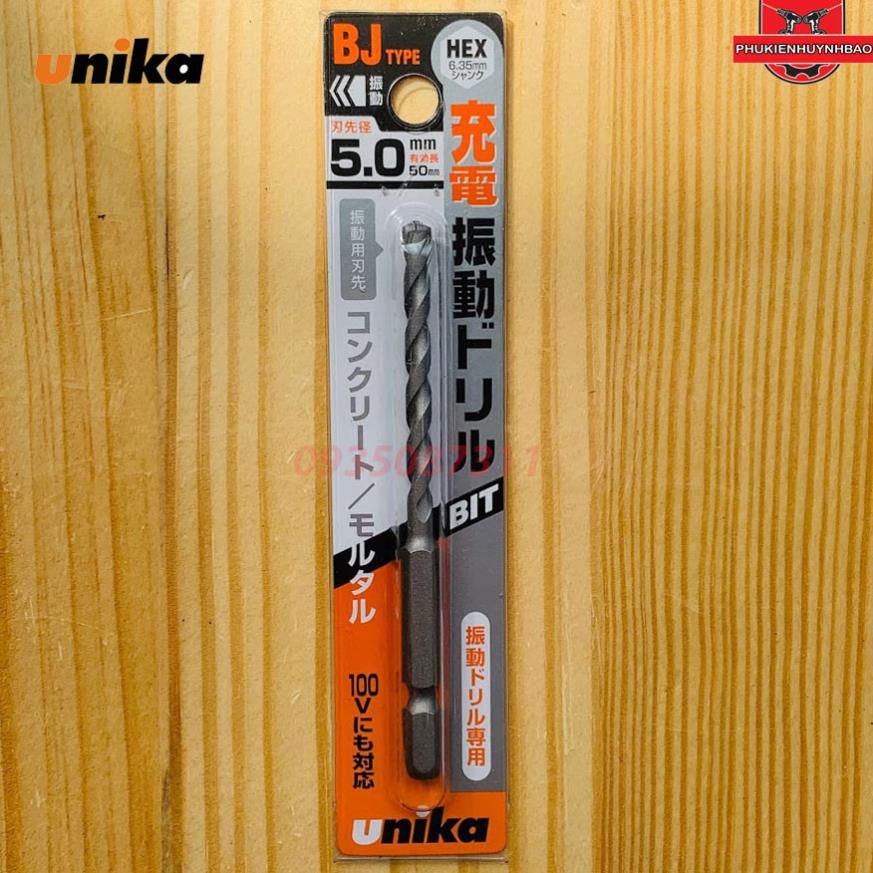 unika
PHUKIENHUYNHBAO
BJ TYPE
HEX
6.35mm
シャンク
振動
刃先径
5.0mm
有効長
50mm
充電
振動ドリル
BIT
振動用刃先
コンクリート/モルタル
100Vにも対応
振動ドリル専用
unika
0935087311